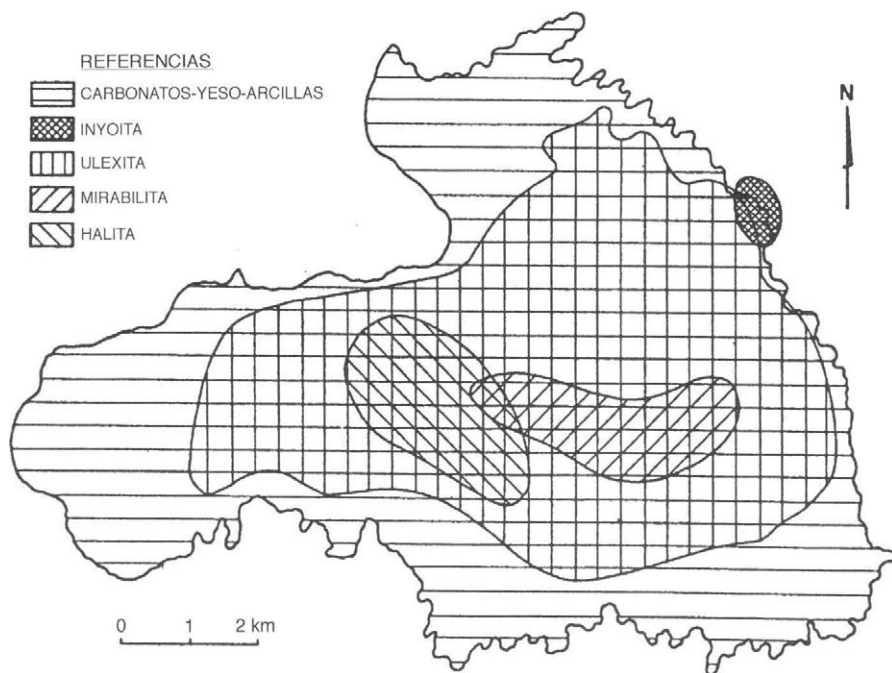 REFERENCIAS
CARBONATOS-YESO-ARCILLAS
INYOITA
ULEXITA
MIRABILITA
HALITA
N
0 1 2 km